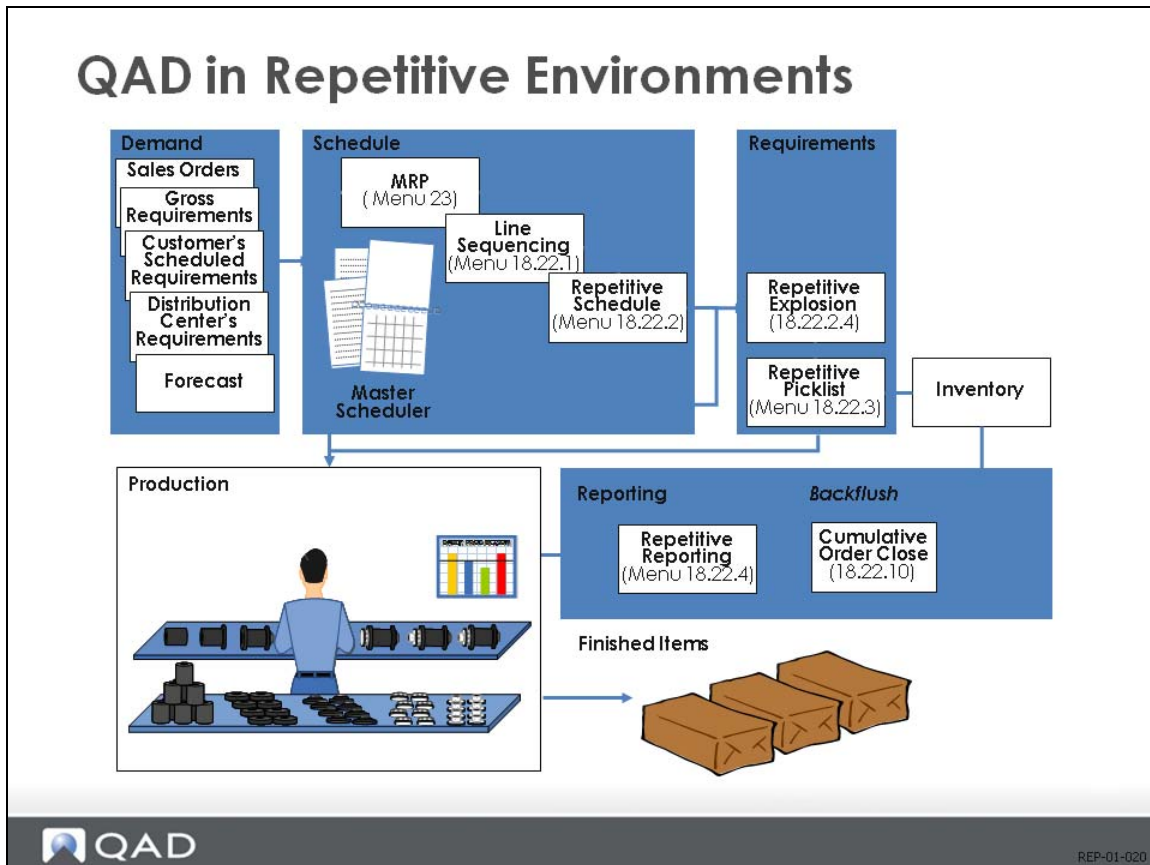 QAD in Repetitive Environments
Demand
Sales Orders
Gross
Requirements
Customer's
Scheduled
Requirements
Distribution
Center's
Requirements
Forecast
Schedule
MRP
( Menu 23)
Line
Sequencing
(Menu 18.22.1)
Repetitive
Schedule
(Menu 18.22.2)
Master
Scheduler
Requirements
Repetitive
Explosion
(18.22.2.4)
Repetitive
Picklist
(Menu 18.22.3)
Inventory
Production
Reporting
Repetitive
Reporting
(Menu 18.22.4)
Backflush
Cumulative
Order Close
(18.22.10)
Finished Items
QAD
REP-01-020